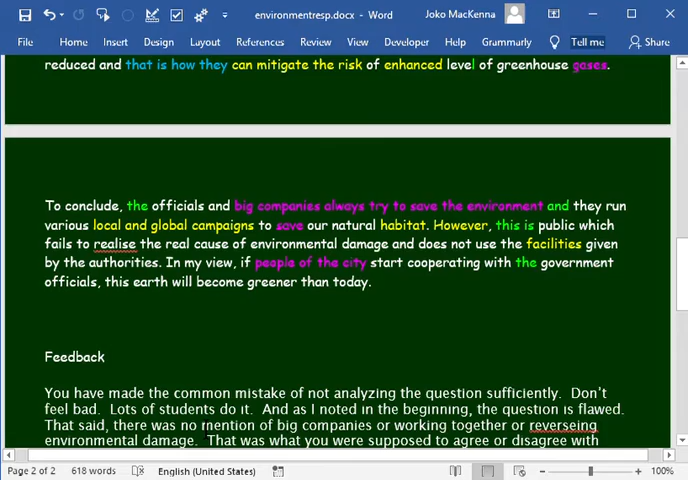 environmentresp.docx - Word
Joko MacKenna
File Home Insert Design Layout References Review View Developer Help Grammarly Tell me Share
reduced and that is how they can mitigate the risk of enhanced level of greenhouse gases.
To conclude, the officials and big companies always try to save the environment and they run
various local and global campaigns to save our natural habitat. However, this is public which
fails to realise the real cause of environmental damage and does not use the facilities given
by the authorities. In my view, if people of the city start cooperating with the government
officials, this earth will become greener than today.
Feedback
You have made the common mistake of not analyzing the question sufficiently. Don't
feel bad. Lots of students do it. And as I noted in the beginning, the question is flawed.
That said, there was no mention of big companies or working together or reverseing
environmental damage. That was what you were supposed to agree or disagree with
Page 2 of 2 618 words English (United States) 100%